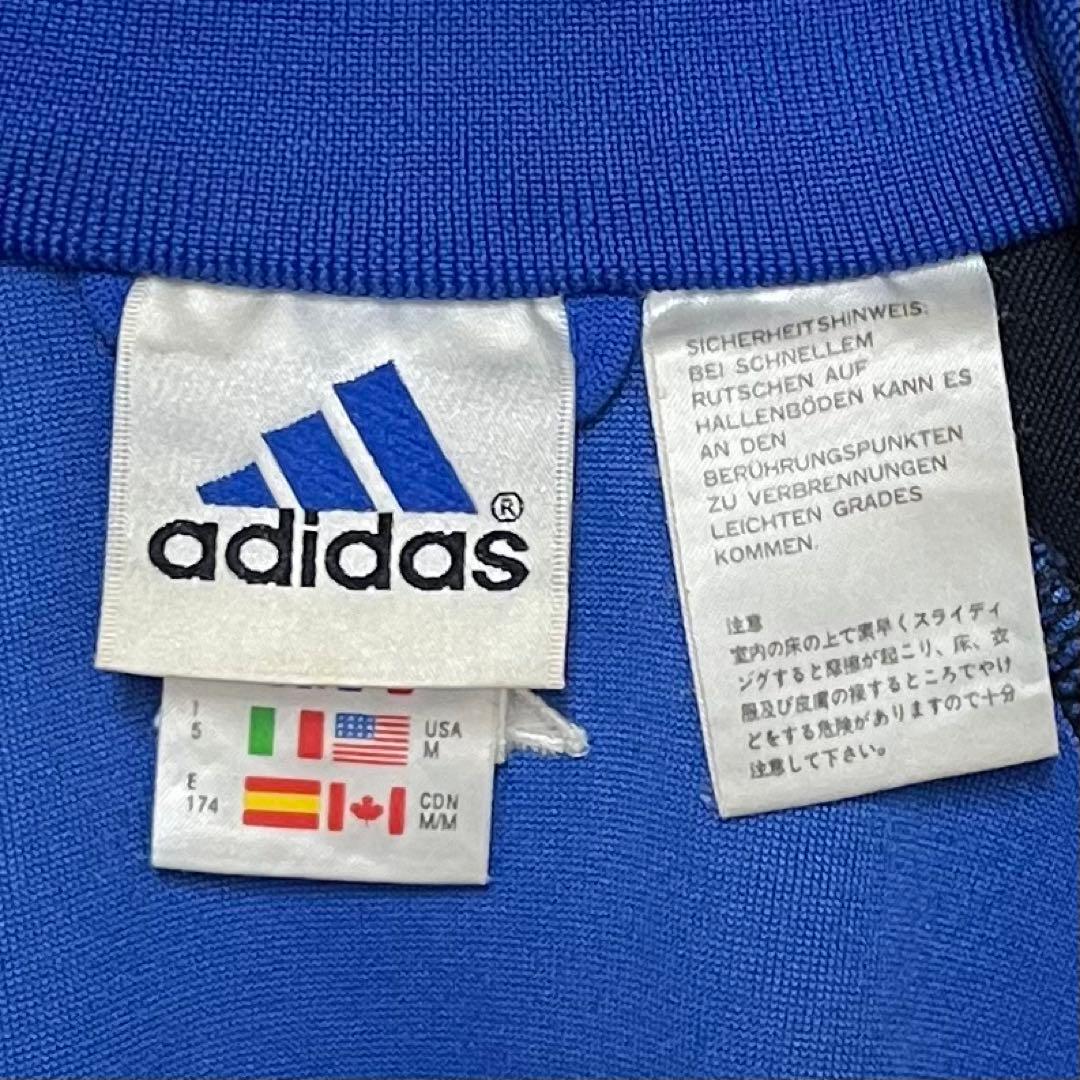 adidas®
I
5
USA
M
E
174
CDN
M/M
SICHERHEITSHINWEIS:
BEI SCHNELLEM
RUTSCHEN AUF
HALLENBÖDEN KANN ES
AN DEN
BERÜHRUNGSPUNKTEN
ZU VERBRENNUNGEN
LEICHTEN GRADES
KOMMEN.
注意
室内の床の上で素早くスライディ
ングすると摩擦が起こり、床、衣
服及び皮膚の接するところでやけ
どをする危険がありますので十分
注意して下さい。